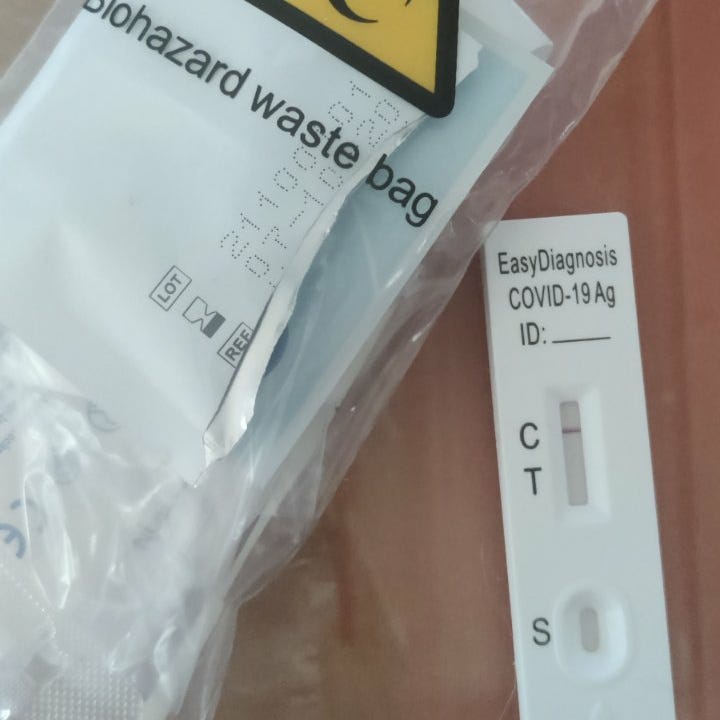 Biohazard waste bag
LOT
REF
EasyDiagnosis
COVID-19 Ag
ID:
C
T
S